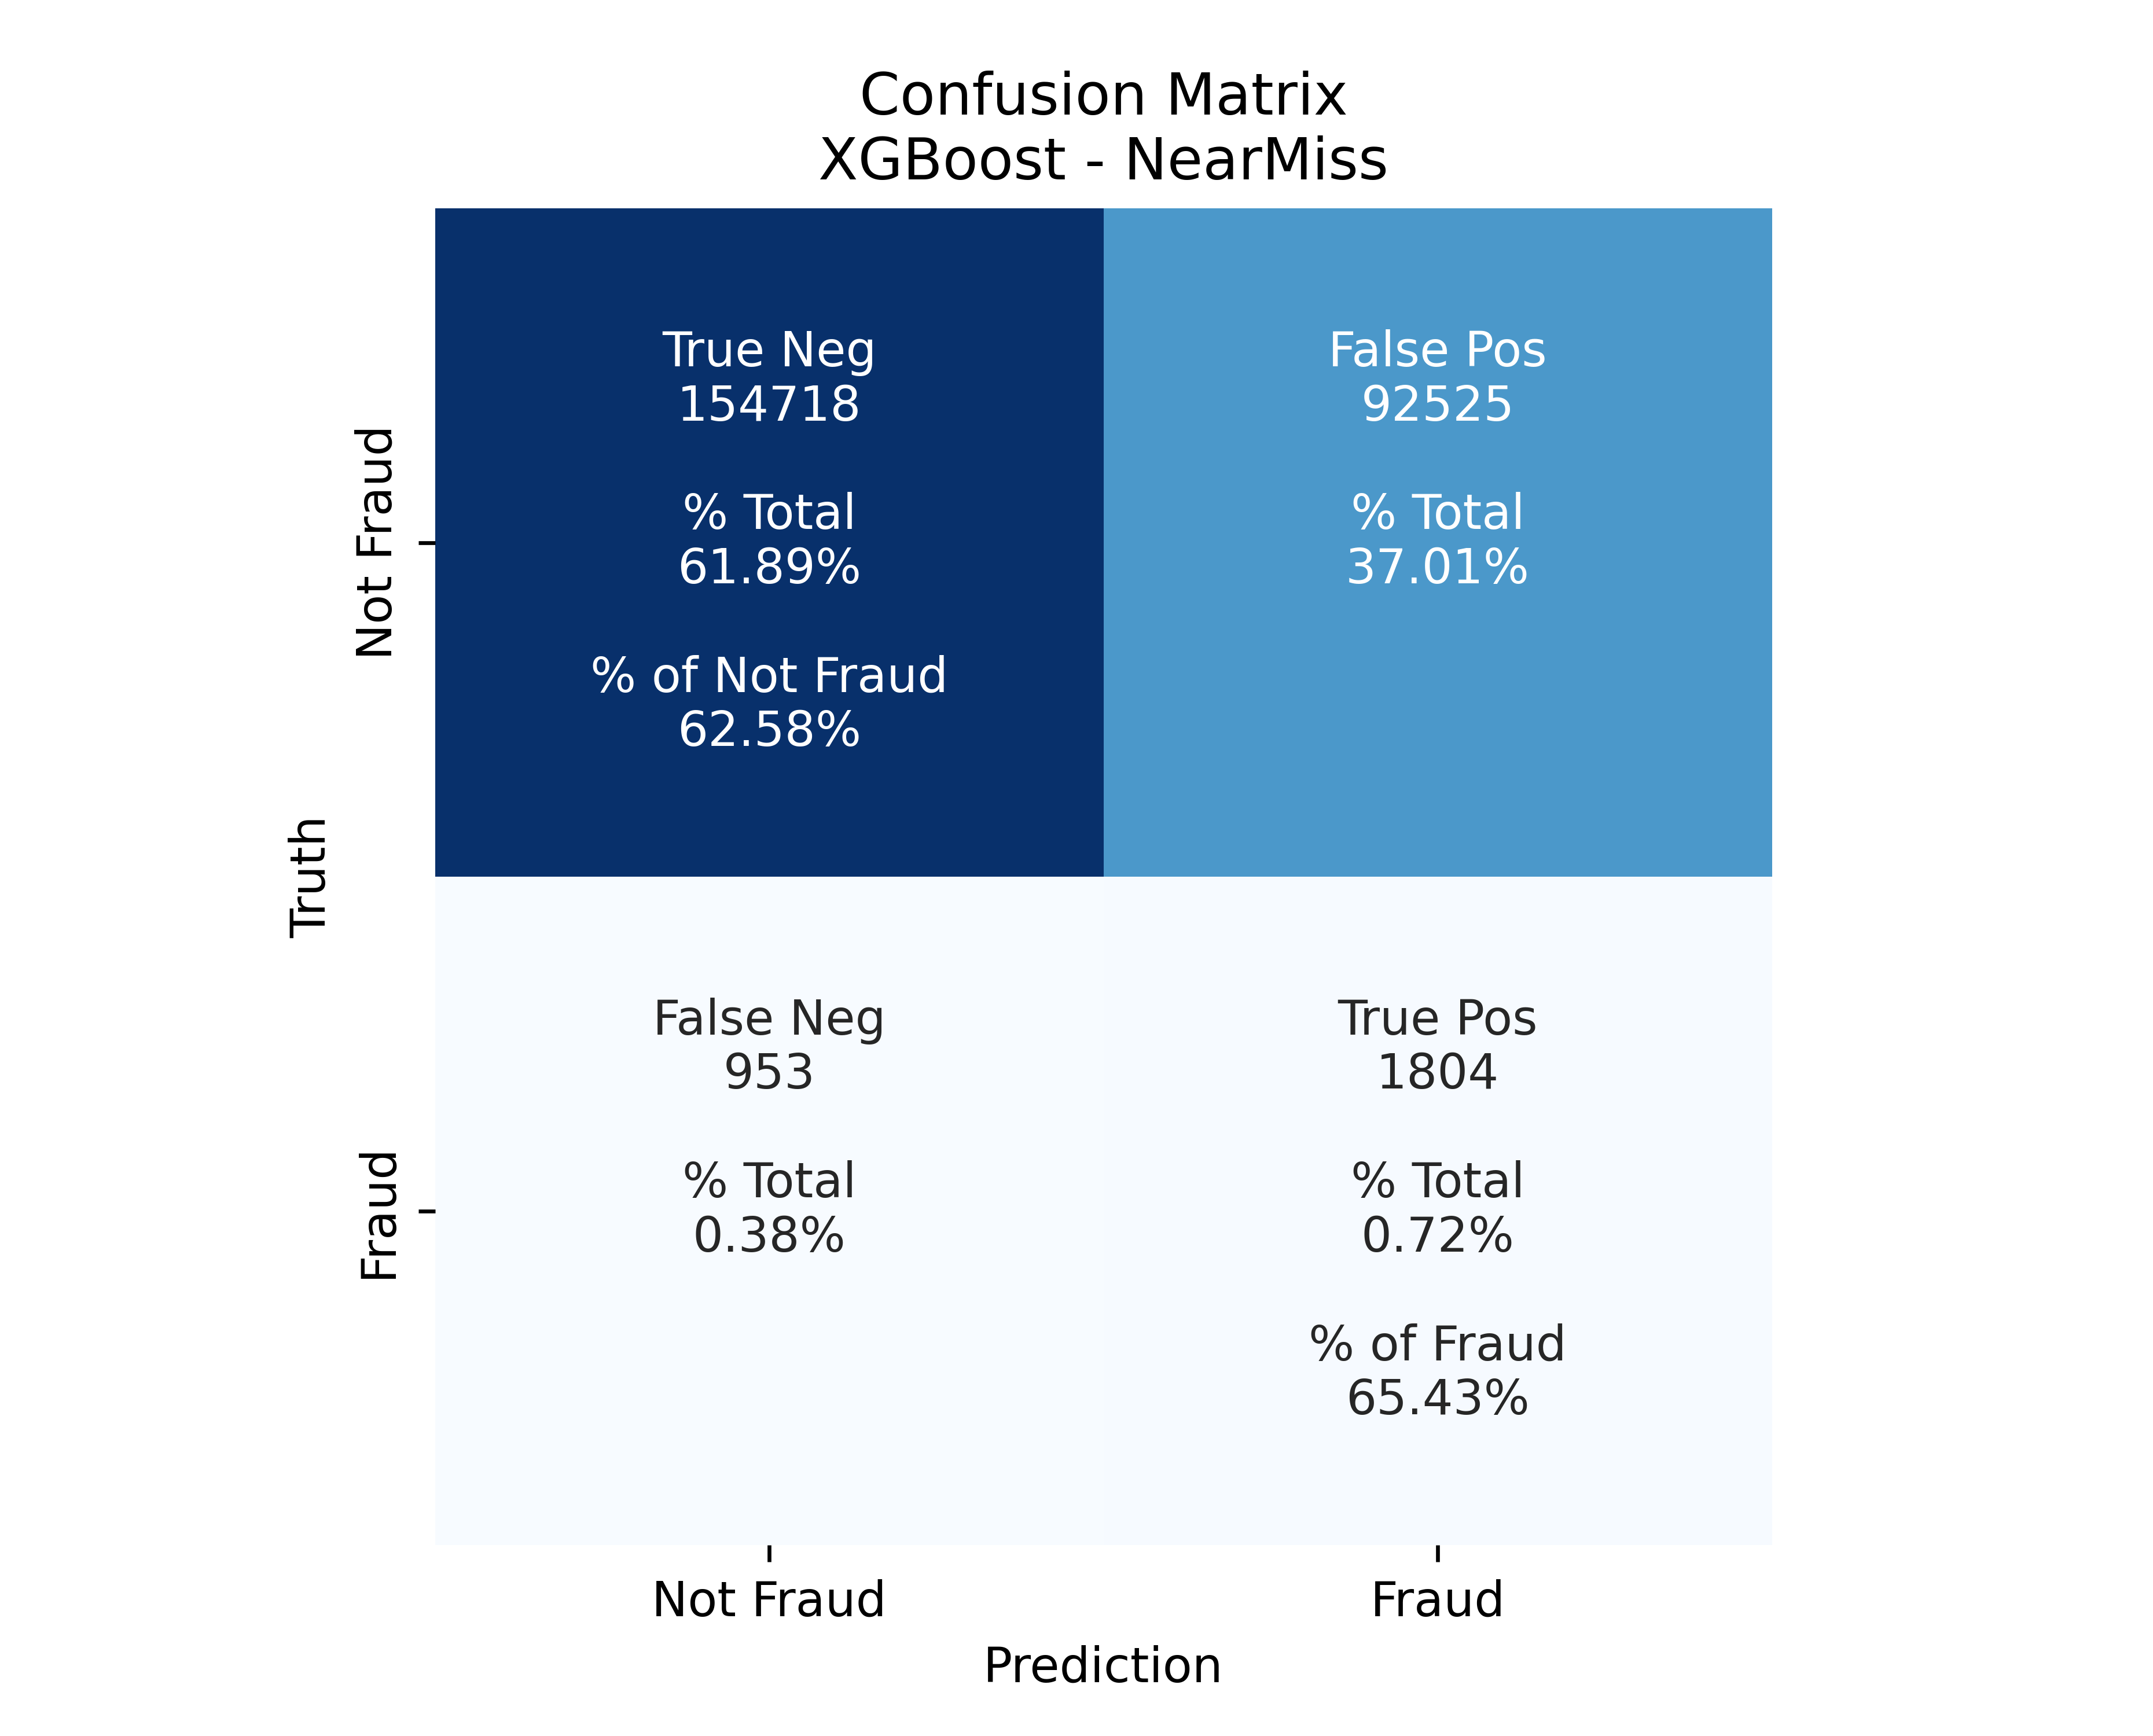 Confusion Matrix
XGBoost - NearMiss
Truth
Not Fraud
True Neg
154718
% Total
61.89%
% of Not Fraud
62.58%
False Pos
92525
% Total
37.01%
Fraud
False Neg
953
% Total
0.38%
True Pos
1804
% Total
0.72%
% of Fraud
65.43%
Not Fraud
Fraud
Prediction